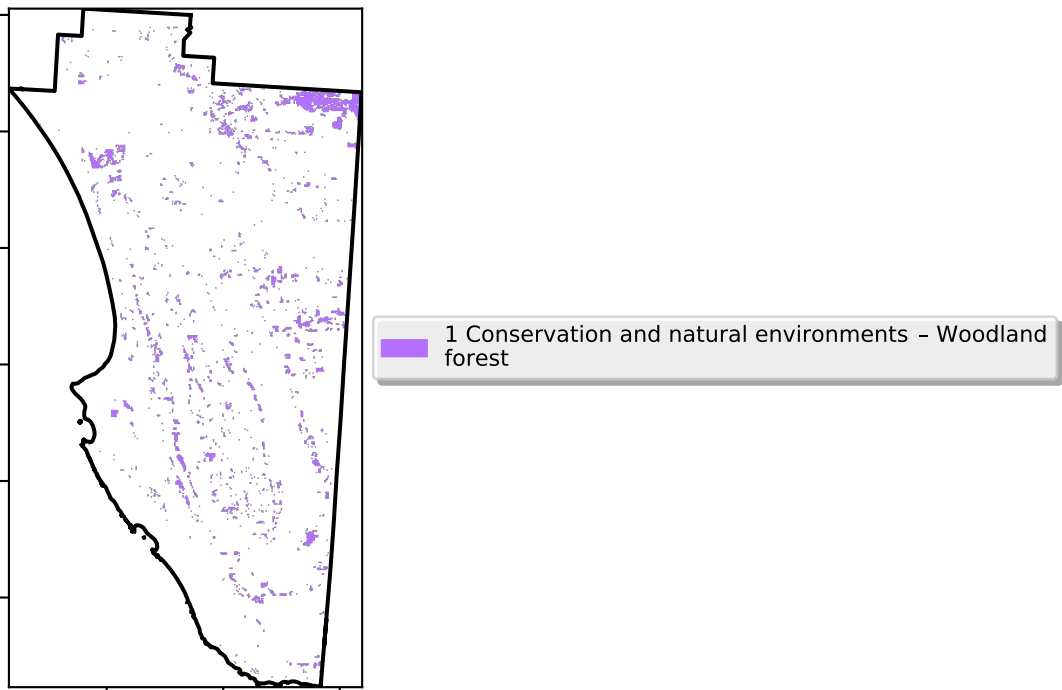 1 Conservation and natural environments – Woodland
forest